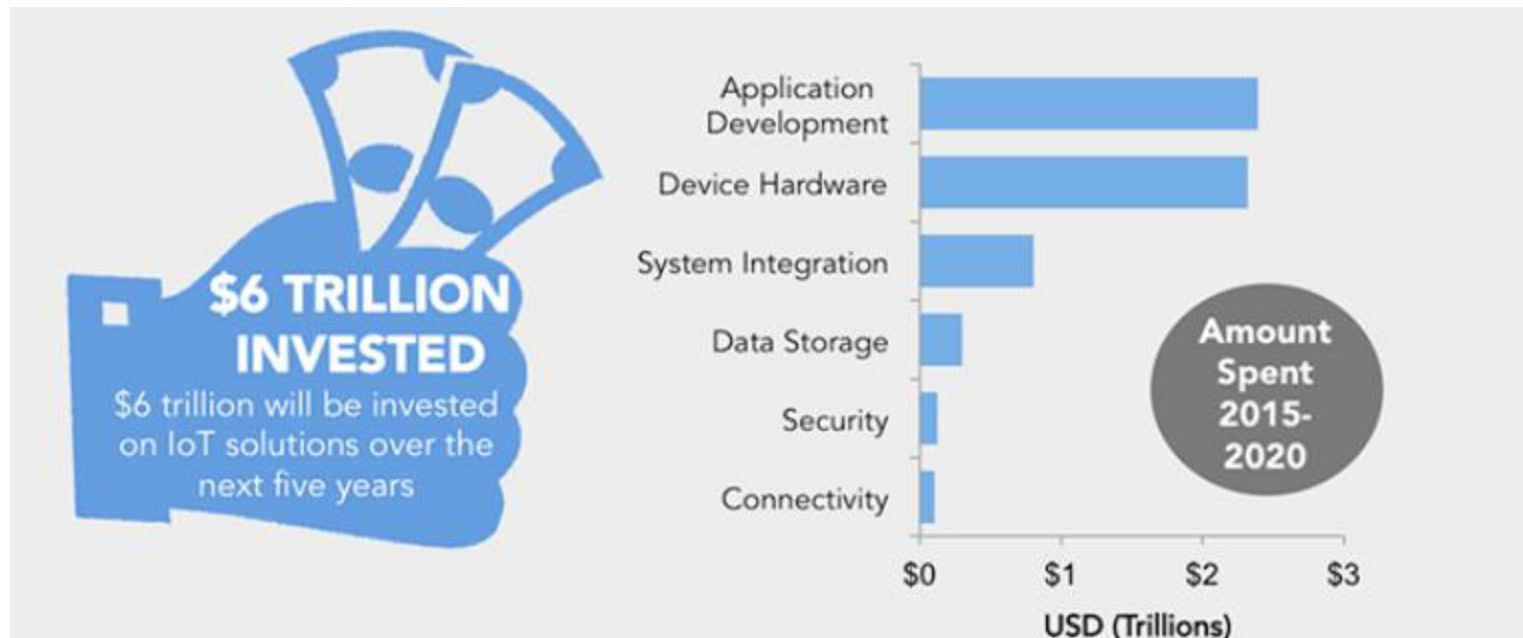 $6 TRILLION
INVESTED
$6 trillion will be invested
on IoT solutions over the
next five years
Application
Development
Device Hardware
System Integration
Data Storage
Security
Connectivity
$0 $1 $2 $3
USD (Trillions)
Amount
Spent
2015-
2020